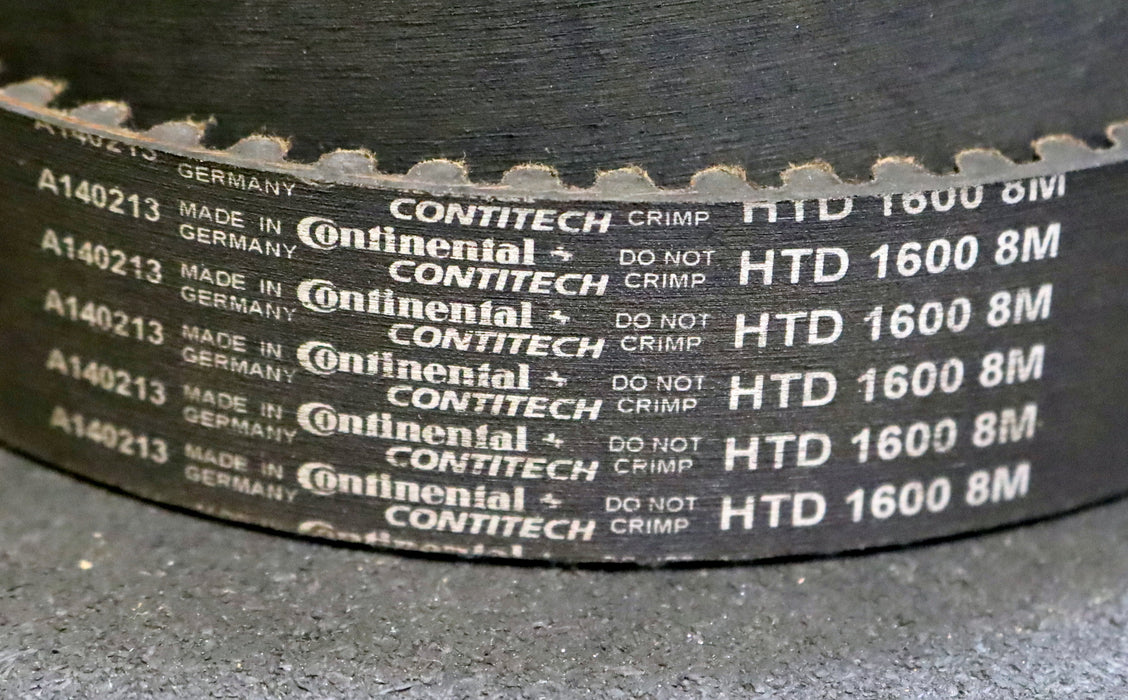 A140213 GERMANY CONTITECH CRIMP HTD 1600 8M
A140213 MADE IN GERMANY Continental CONTITECH DO NOT CRIMP HTD 1600 8M
A140213 MADE IN GERMANY Continental CONTITECH DO NOT CRIMP HTD 1600 8M
A140213 MADE IN GERMANY Continental CONTITECH DO NOT CRIMP HTD 1600 8M
A140213 MADE IN GERMANY Continental CONTITECH DO NOT CRIMP HTD 1600 8M
A140213 MADE IN GERMANY Continental CONTITECH DO NOT CRIMP HTD 1600 8M
Continental